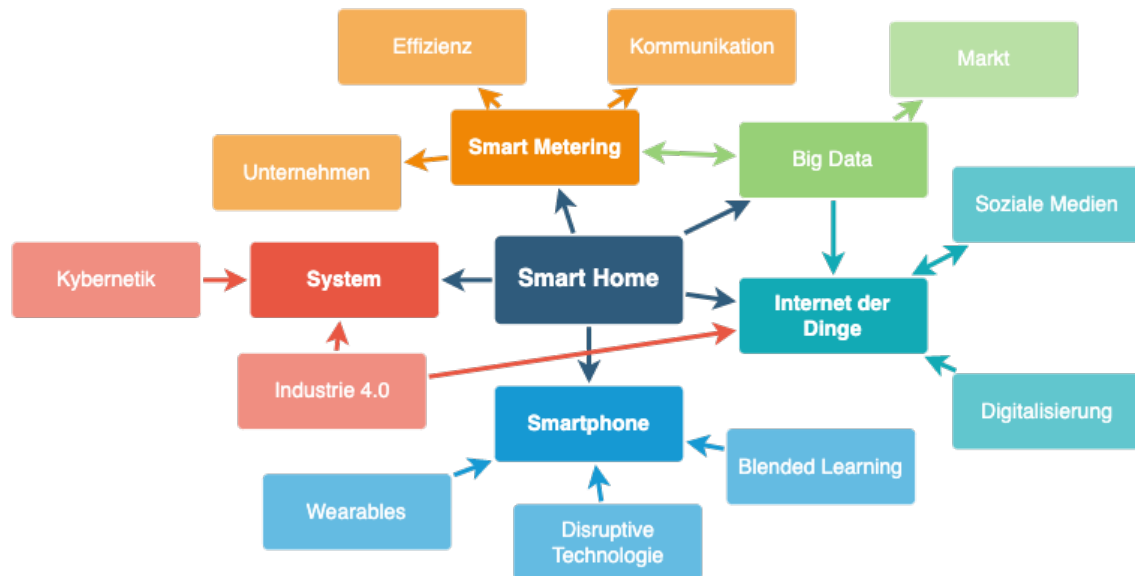 Effizienz
Kommunikation
Markt
Smart Metering
Big Data
Unternehmen
Soziale Medien
Kybernetik
System
Smart Home
Internet der
Dinge
Industrie 4.0
Smartphone
Digitalisierung
Blended Learning
Wearables
Disruptive
Technologie